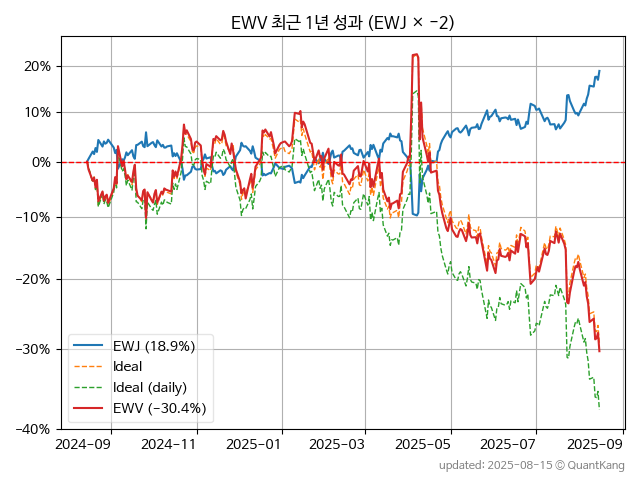 EWV 최근 1년 성과 (EWJ × −2)
20%
10%
0%
−10%
−20%
−30%
−40%
EWJ (18.9%)
Ideal
Ideal (daily)
EWV (−30.4%)
2024-09 2024-11 2025-01 2025-03 2025-05 2025-07 2025-09
updated: 2025-08-15 © QuantKang